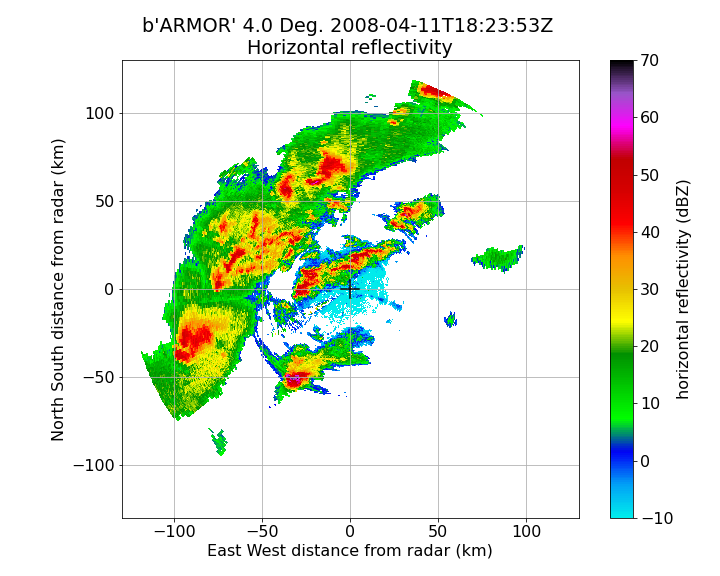 b'ARMOR' 4.0 Deg. 2008-04-11T18:23:53Z
Horizontal reflectivity
North South distance from radar (km)
100
50
0
−50
−100
−100 −50 0 50 100
East West distance from radar (km)
70
60
50
40
30
20
10
0
−10
horizontal reflectivity (dBZ)